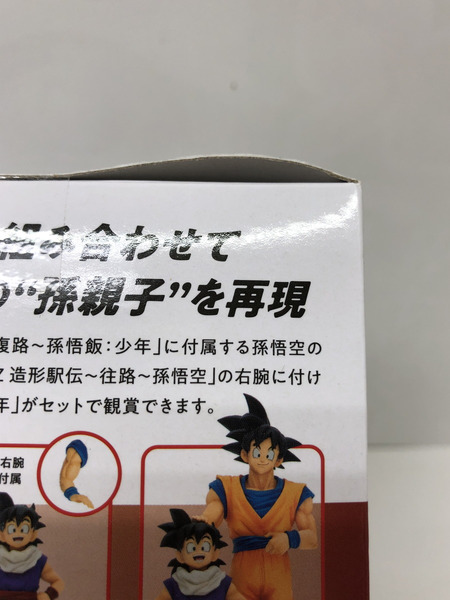 組み合わせて
の“孫親子”を再現
復路～孫悟飯:少年」に付属する孫悟空の
Z 造形駅伝～往路～孫悟空」の右腕に付け
年」がセットで観賞できます。
右腕
付属